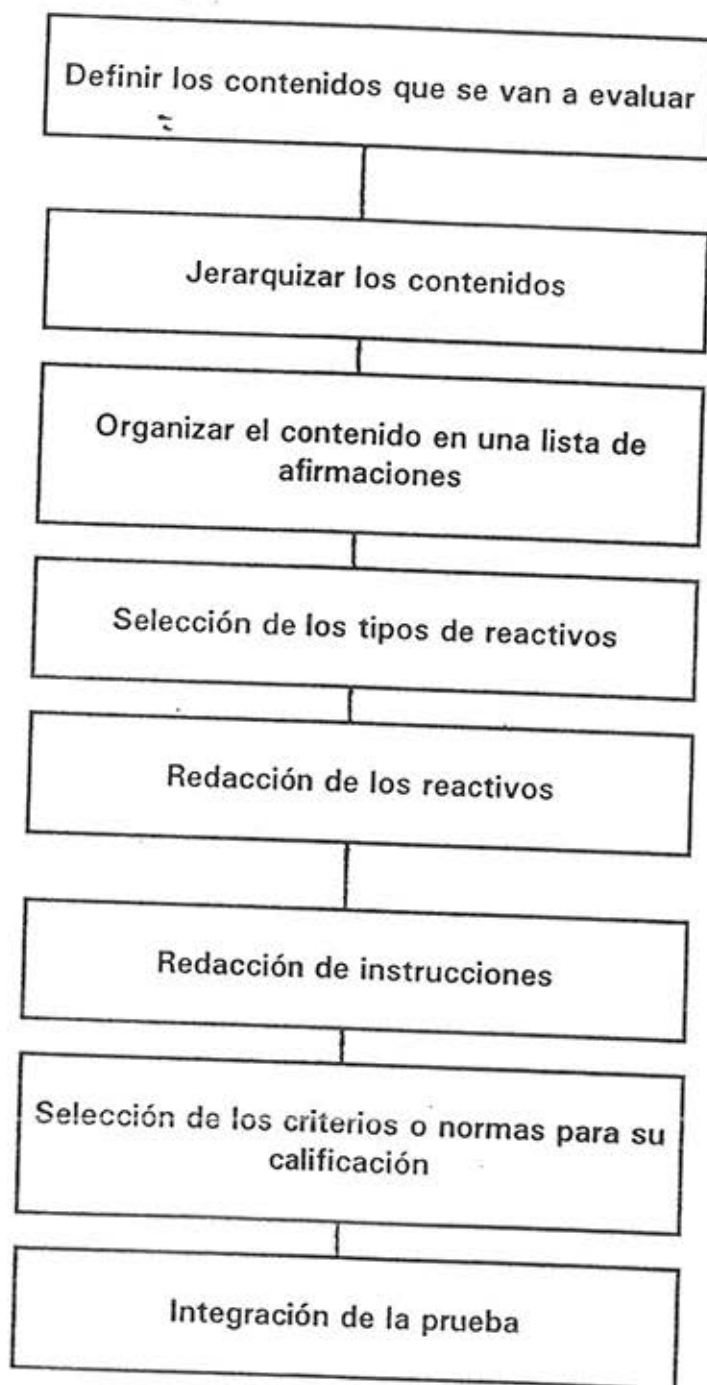 Definir los contenidos que se van a evaluar
Jerarquizar los contenidos
Organizar el contenido en una lista de
afirmaciones
Selección de los tipos de reactivos
Redacción de los reactivos
Redacción de instrucciones
Selección de los criterios o normas para su
calificación
Integración de la prueba